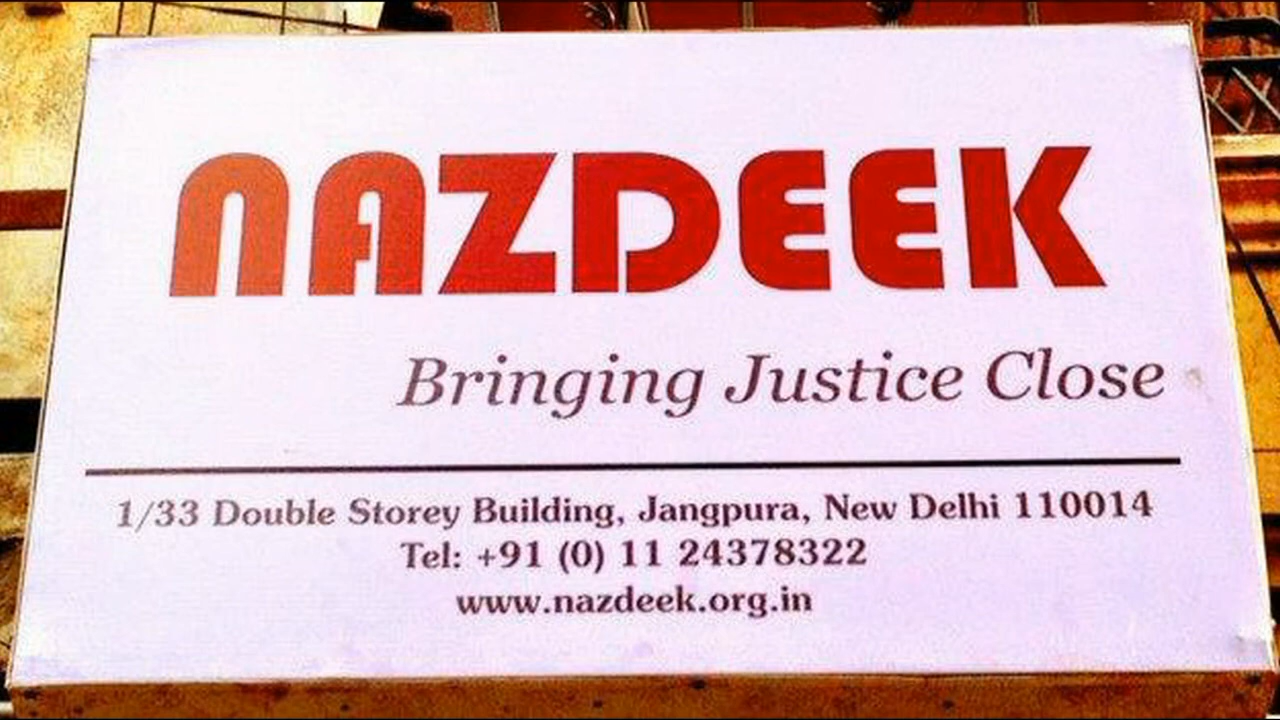 NAZDEEK
Bringing Justice Close
1/33 Double Storey Building, Jangpura, New Delhi 110014
Tel: +91 (0) 11 24378322
www.nazdeek.org.in